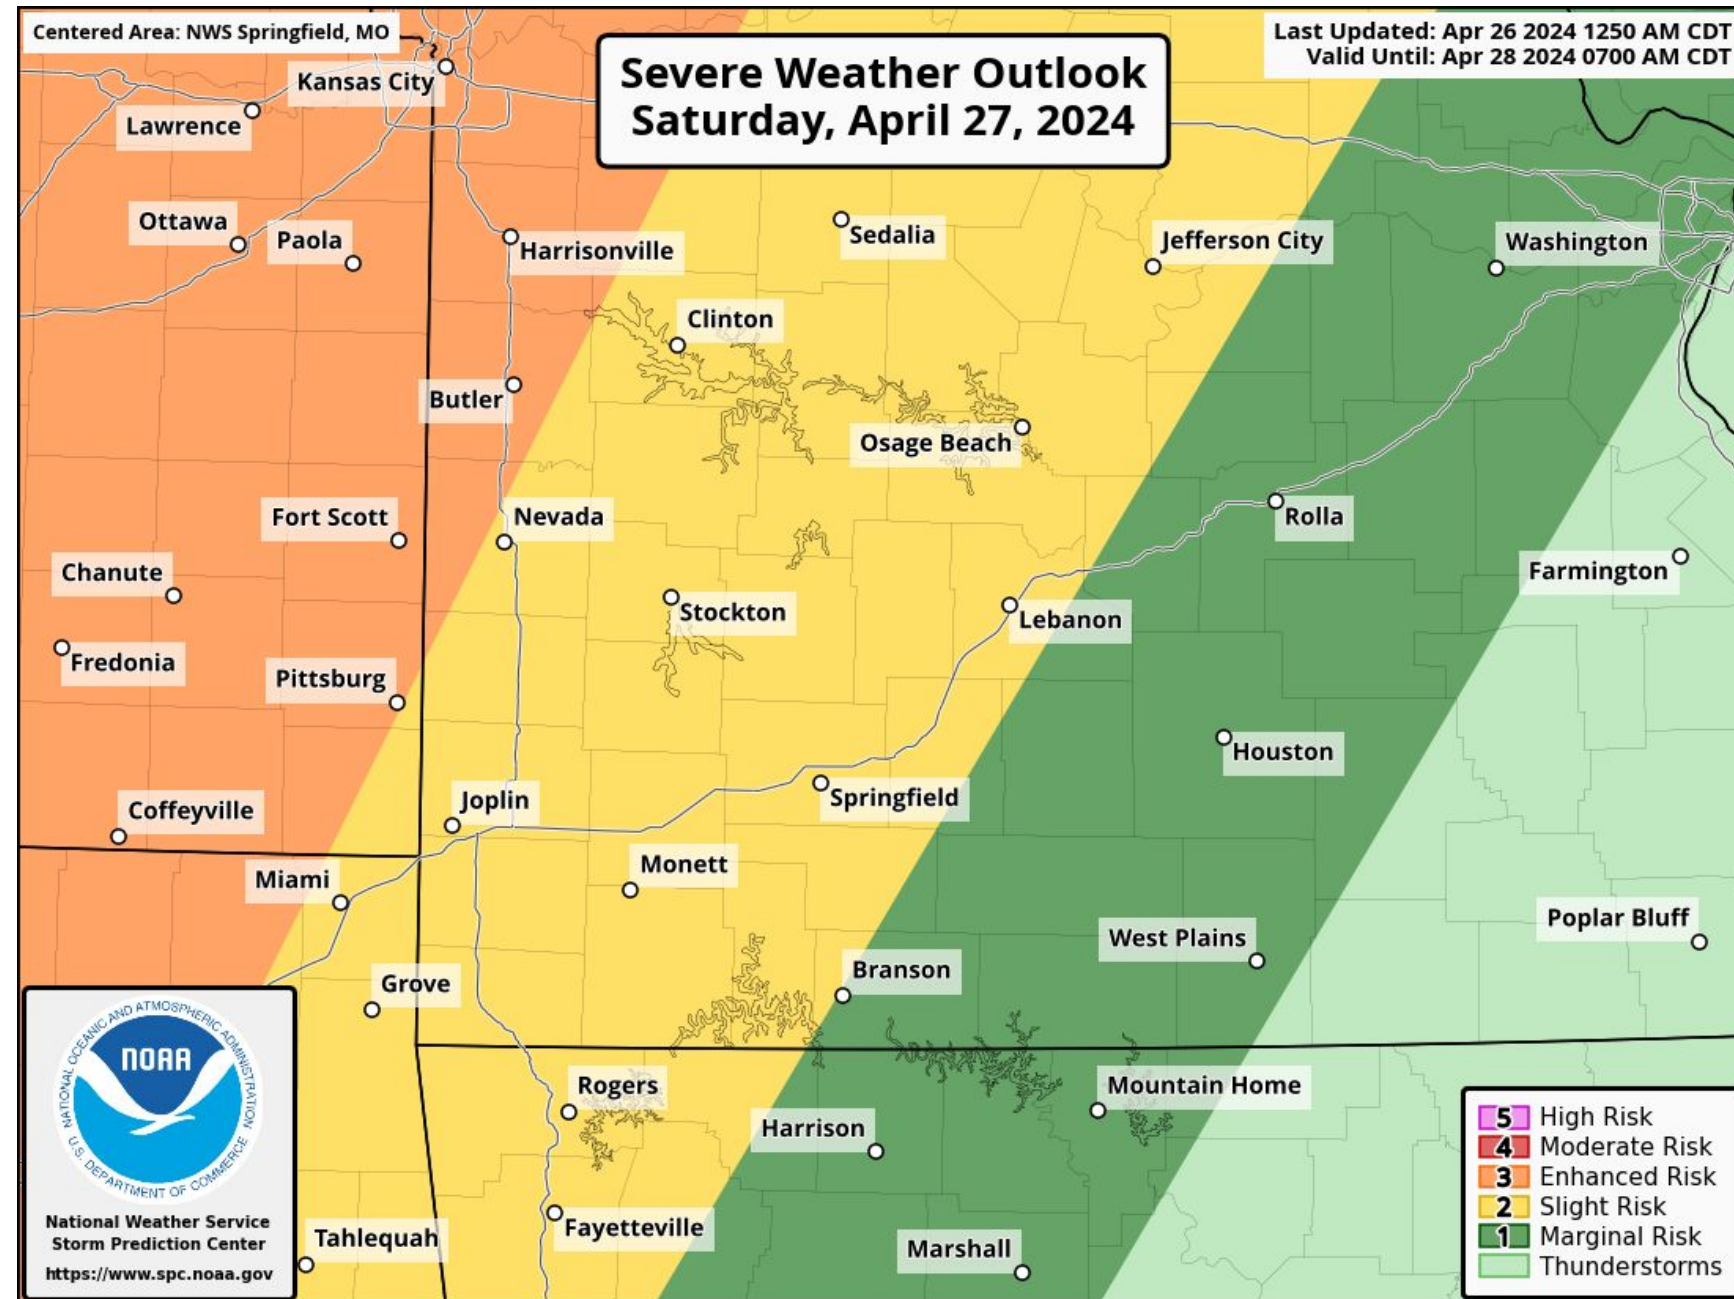 Centered Area: NWS Springfield, MO
Severe Weather Outlook
Saturday, April 27, 2024
Last Updated: Apr 26 2024 1250 AM CDT
Valid Until: Apr 28 2024 0700 AM CDT
Kansas City
Lawrence
Ottawa
Paola
Harrisonville
Sedalia
Jefferson City
Washington
Clinton
Butler
Osage Beach
Fort Scott
Nevada
Rolla
Chanute
Farmington
Stockton
Lebanon
Fredonia
Pittsburg
Houston
Coffeyville
Joplin
Springfield
Miami
Monett
Poplar Bluff
West Plains
Branson
Grove
Rogers
Mountain Home
Harrison
Fayetteville
Tahlequah
Marshall
NATIONAL OCEANIC AND ATMOSPHERIC ADMINISTRATION
NOAA
U.S. DEPARTMENT OF COMMERCE
National Weather Service
Storm Prediction Center
https://www.spc.noaa.gov
5 High Risk
4 Moderate Risk
3 Enhanced Risk
2 Slight Risk
1 Marginal Risk
Thunderstorms